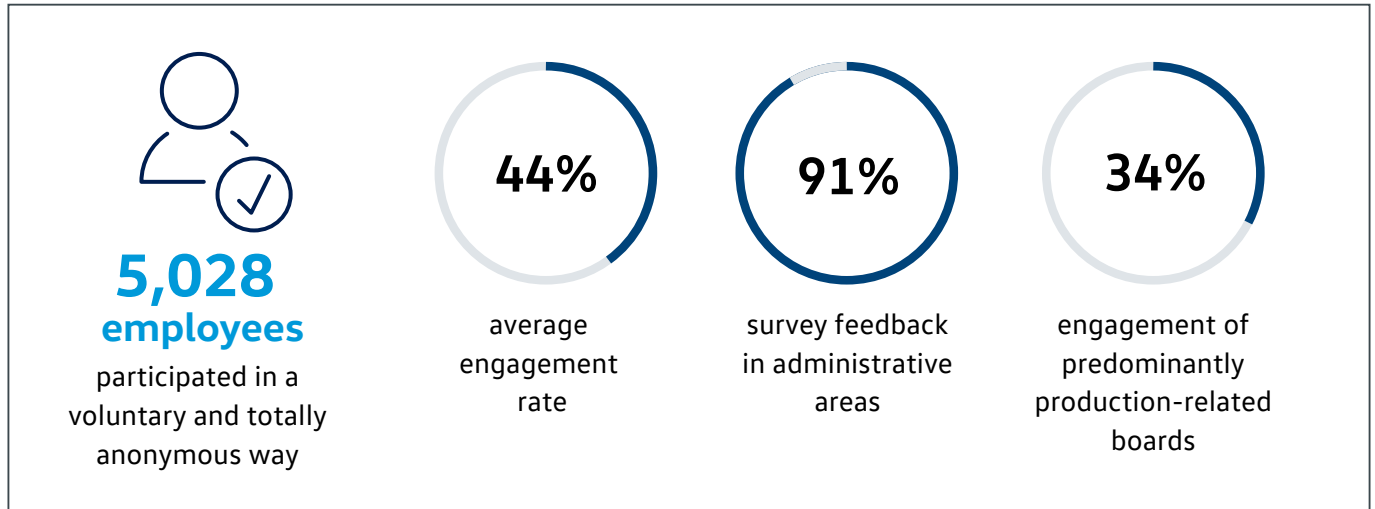 5,028
employees
participated in a
voluntary and totally
anonymous way
44%
average
engagement
rate
91%
survey feedback
in administrative
areas
34%
engagement of
predominantly
production-related
boards